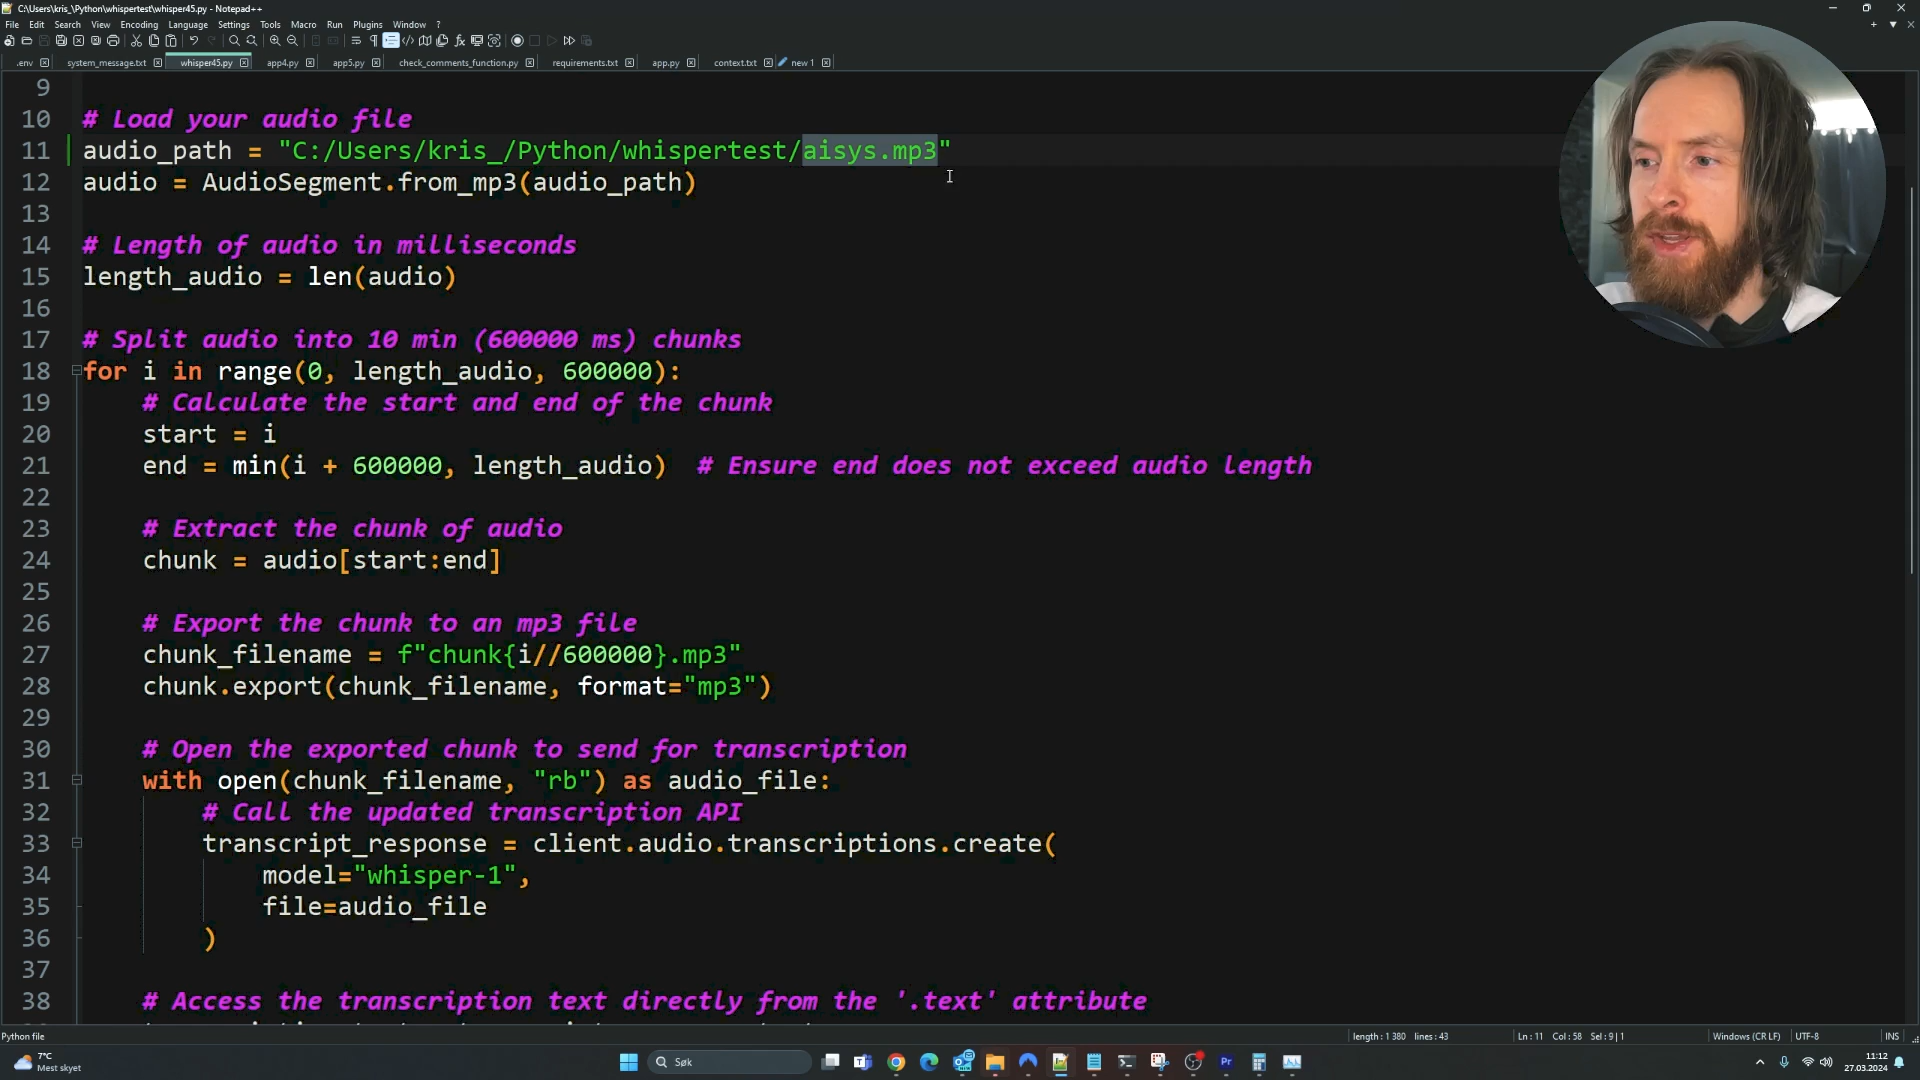 C:\Users\kris_\Python\whispertest\whisper45.py - Notepad++
File Edit Search View Encoding Language Settings Tools Macro Run Plugins Window ?
.env system_message.txt whisper45.py app4.py app5.py check_comments_function.py requirements.txt app.py context.txt new 1
9
10 # Load your audio file
11 audio_path = "C:/Users/kris_/Python/whispertest/aisys.mp3"
12 audio = AudioSegment.from_mp3(audio_path)
13
14 # Length of audio in milliseconds
15 length_audio = len(audio)
16
17 # Split audio into 10 min (600000 ms) chunks
18 for i in range(0, length_audio, 600000):
19 # Calculate the start and end of the chunk
20 start = i
21 end = min(i + 600000, length_audio) # Ensure end does not exceed audio length
22
23 # Extract the chunk of audio
24 chunk = audio[start:end]
25
26 # Export the chunk to an mp3 file
27 chunk_filename = f"chunk{i//600000}.mp3"
28 chunk.export(chunk_filename, format="mp3")
29
30 # Open the exported chunk to send for transcription
31 with open(chunk_filename, "rb") as audio_file:
32 # Call the updated transcription API
33 transcript_response = client.audio.transcriptions.create(
34 model="whisper-1",
35 file=audio_file
36 )
37
38 # Access the transcription text directly from the '.text' attribute
Python file length : 1 380 lines : 43 Ln : 11 Col : 58 Sel : 9 | 1 Windows (CR LF) UTF-8 INS
7°C
Mest skyet
Søk
Pr
11:12
27.03.2024